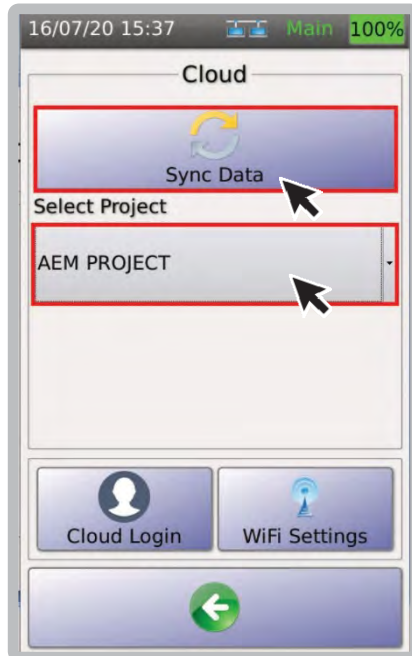 16/07/20 15:37 Main 100%
Cloud
Sync Data
Select Project
AEM PROJECT
Cloud Login WiFi Settings